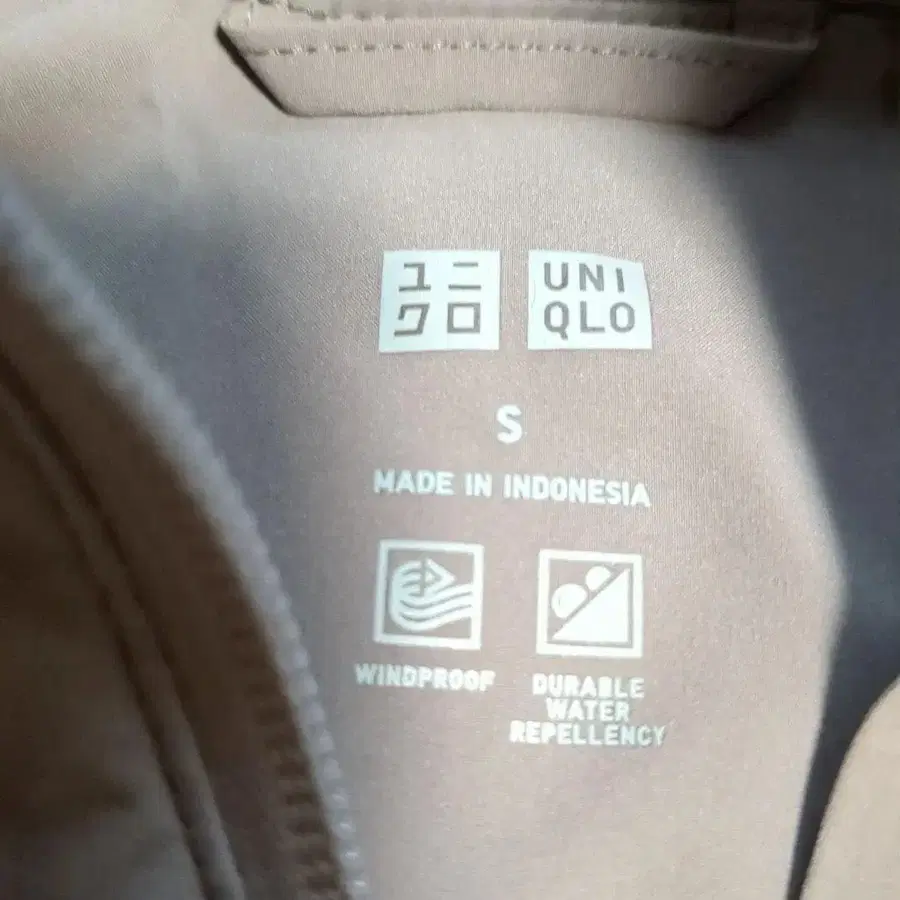 ユニ
クロ
UNI
QLO
S
MADE IN INDONESIA
WINDPROOF
DURABLE
WATER
REPELLENCY